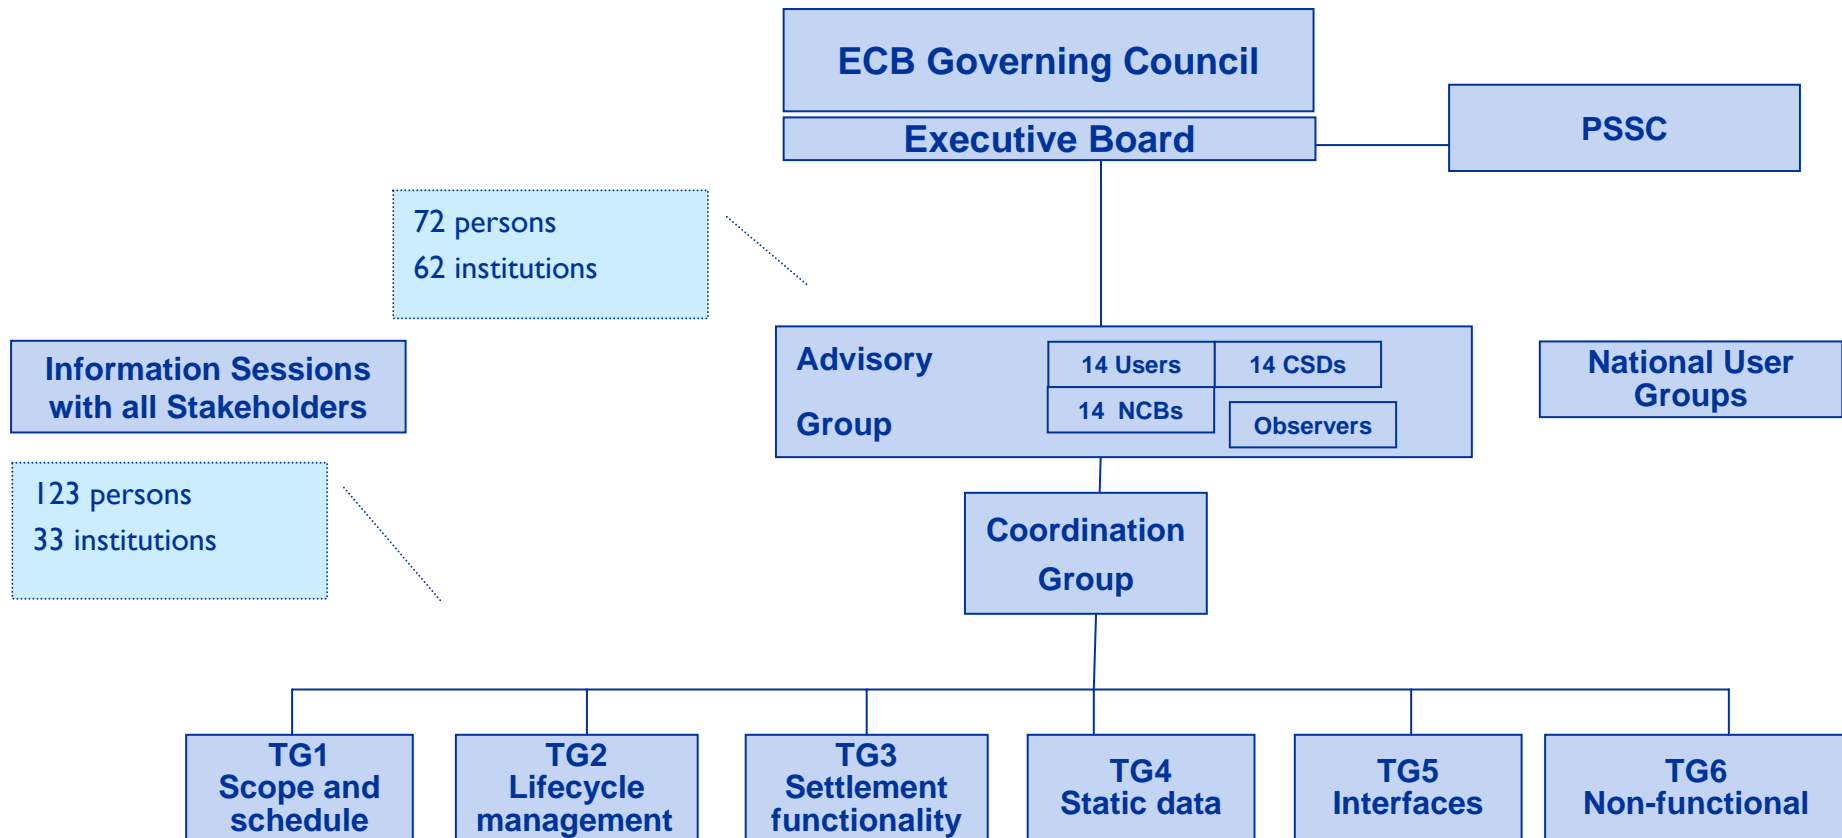 ECB Governing Council
Executive Board
PSSC
72 persons
62 institutions
Information Sessions
with all Stakeholders
Advisory
Group
14 Users
14 CSDs
14 NCBs
Observers
National User
Groups
123 persons
33 institutions
Coordination
Group
TG1
Scope and
schedule
TG2
Lifecycle
management
TG3
Settlement
functionality
TG4
Static data
TG5
Interfaces
TG6
Non-functional